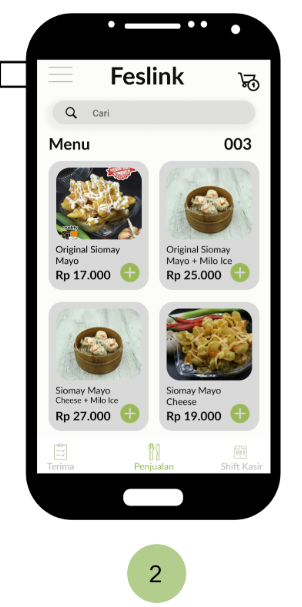 Feslink
Cari
Menu
003
Original Siomay
Mayo
Rp 17.000
Original Siomay
Mayo + Milo Ice
Rp 25.000
Siomay Mayo
Cheese + Milo Ice
Rp 27.000
Siomay Mayo
Cheese
Rp 19.000
Terima
Penjualan
Shift Kasir
2